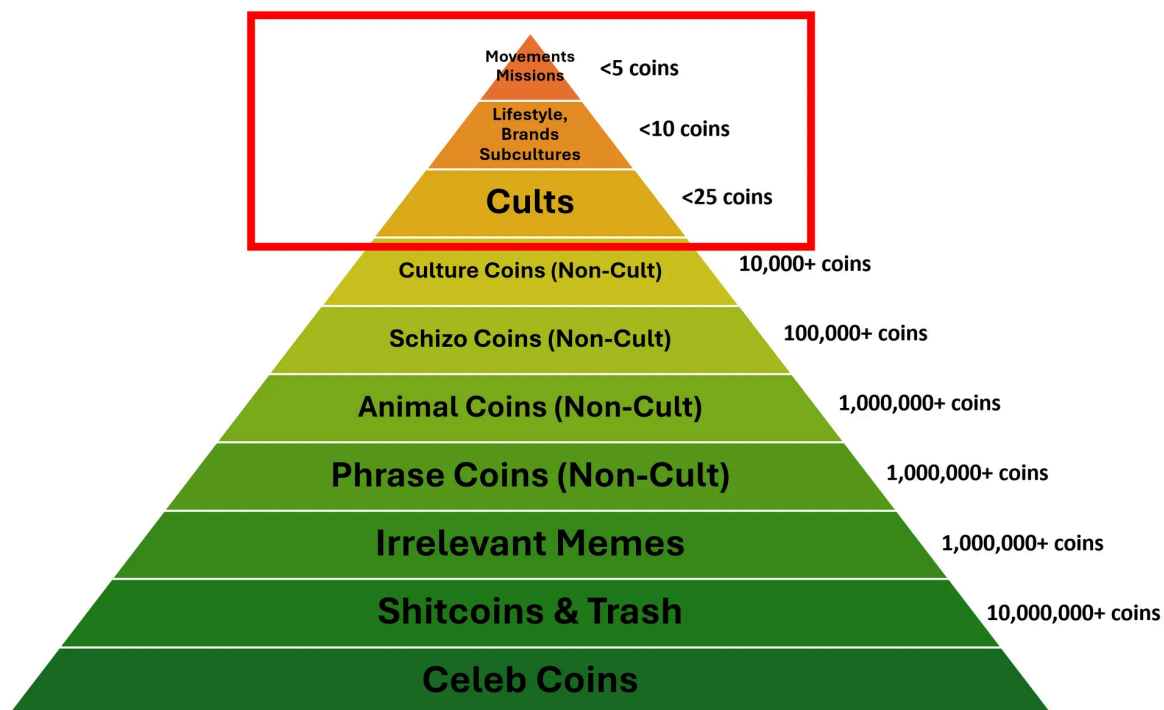 Movements
Missions
<5 coins
Lifestyle,
Brands
Subcultures
<10 coins
Cults
<25 coins
Culture Coins (Non-Cult)
10,000+ coins
Schizo Coins (Non-Cult)
100,000+ coins
Animal Coins (Non-Cult)
1,000,000+ coins
Phrase Coins (Non-Cult)
1,000,000+ coins
Irrelevant Memes
1,000,000+ coins
Shitcoins & Trash
10,000,000+ coins
Celeb Coins